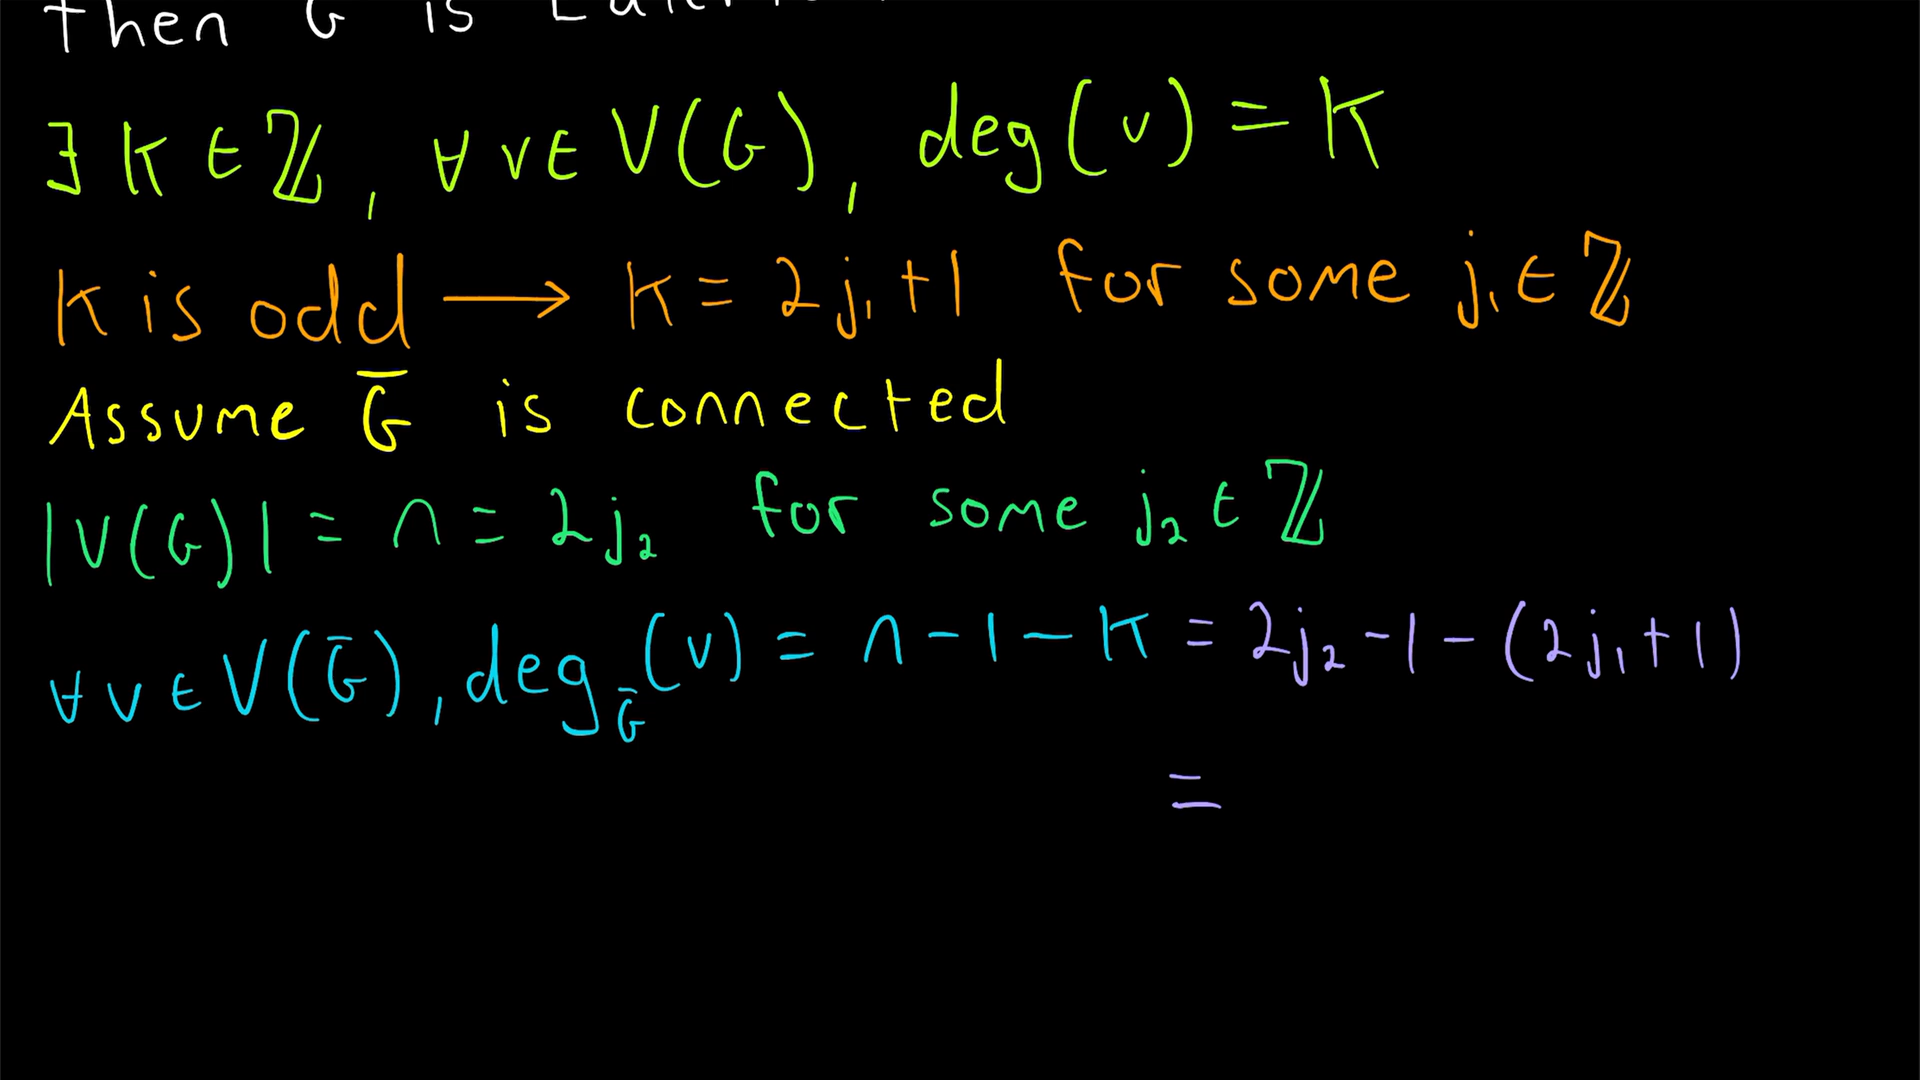 then G is
∃ K ∈ ℤ, ∀ v ∈ V(G), deg(v) = K
K is odd → K = 2j₁ + 1 for some j₁ ∈ ℤ
Assume G̅ is connected
|V(G)| = n = 2j₂ for some j₂ ∈ ℤ
∀ v ∈ V(G̅), deg_G̅(v) = n - 1 - K = 2j₂ - 1 - (2j₁ + 1)
=